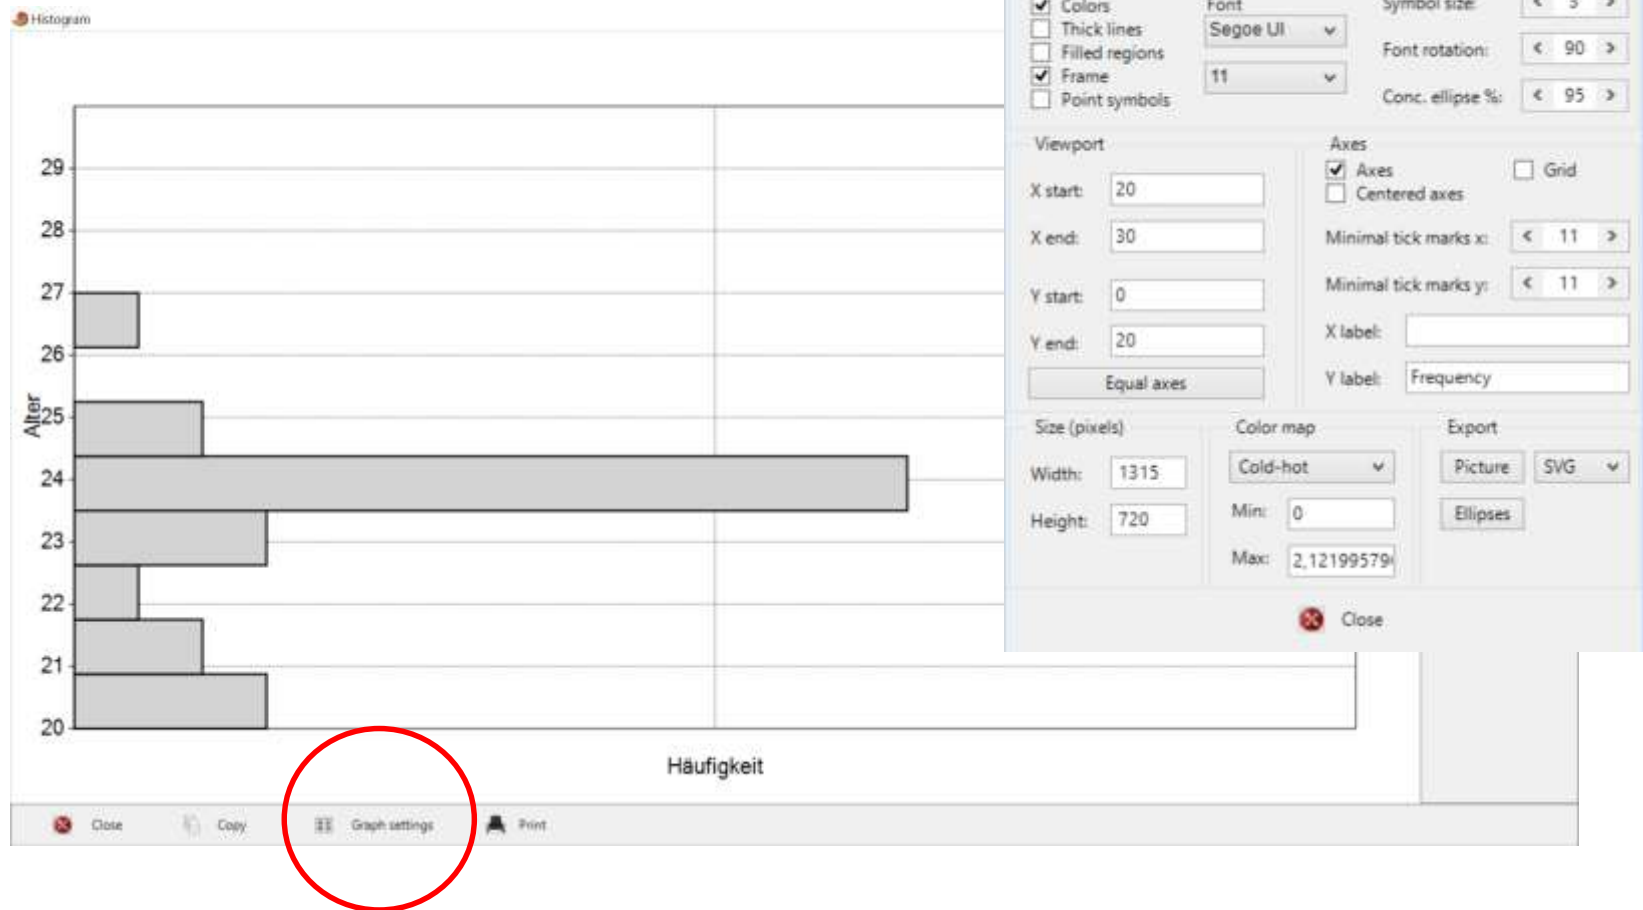 Histogram
29
28
27
26
25
24
23
22
21
20
Alter
Häufigkeit
Close
Copy
Graph settings
Print
Colors
Thick lines
Filled regions
Frame
Point symbols
Font
Segoe UI
11
Symbol size:
< 5 >
Font rotation:
< 90 >
Conc. ellipse %:
< 95 >
Viewport
X start: 20
X end: 30
Y start: 0
Y end: 20
Equal axes
Axes
Axes
Grid
Centered axes
Minimal tick marks x: < 11 >
Minimal tick marks y: < 11 >
X label:
Y label: Frequency
Size (pixels)
Width: 1315
Height: 720
Color map
Cold-hot
Min: 0
Max:
Export
Picture SVG
Ellipses
Close